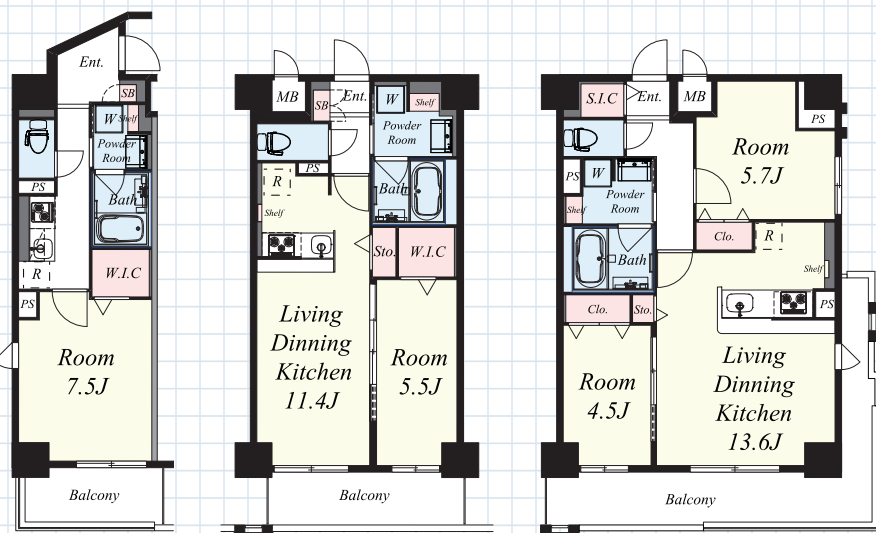 Ent.
SB
W
Shelf
Powder
Room
PS
Bath
R
W.I.C
PS
Room
7.5J
Balcony
MB
SB
Ent.
W
Shelf
Powder
Room
PS
R
Bath
Shelf
Sto.
W.I.C
Living
Dinning
Kitchen
11.4J
Room
5.5J
Balcony
S.I.C
Ent.
MB
PS
Room
5.7J
PS
W
Powder
Room
Shelf
Clo.
R
Bath
Shelf
Clo.
Sto.
PS
Living
Dinning
Kitchen
13.6J
Room
4.5J
Balcony